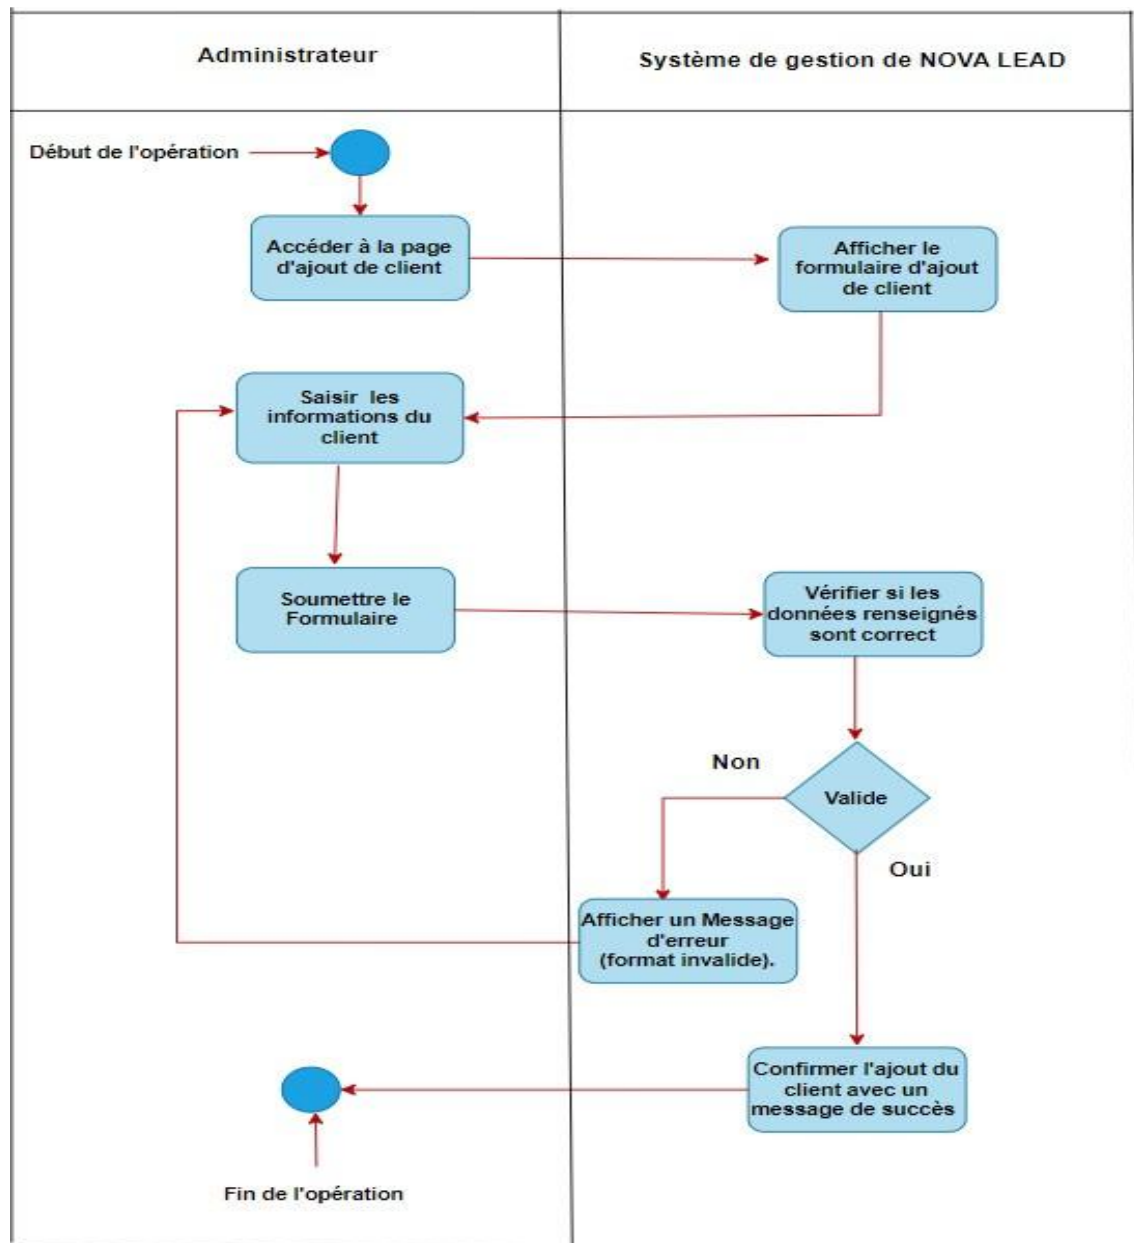 Administrateur
Système de gestion de NOVA LEAD
Début de l'opération
Accéder à la page
d'ajout de client
Afficher le
formulaire d'ajout
de client
Saisir les
informations du
client
Soumettre le
Formulaire
Vérifier si les
données renseignés
sont correct
Non
Valide
Oui
Afficher un Message
d'erreur
(format invalide).
Confirmer l'ajout du
client avec un
message de succès
Fin de l'opération